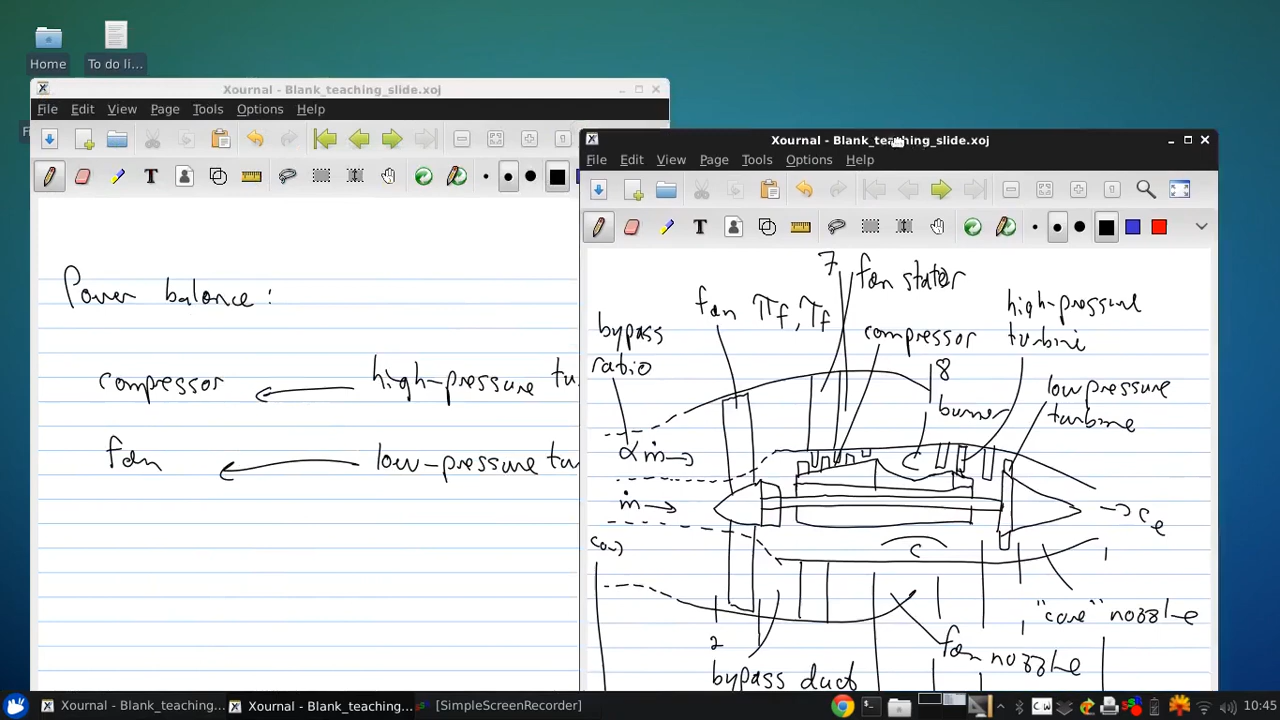 Home
To do li...
Xournal - Blank_teaching_slide.xoj
File Edit View Page Tools Options Help
Power balance :
compressor ← high-pressure tu
fan ← low-pressure tu
Xournal - Blank_teaching_slide.xoj
File Edit View Page Tools Options Help
7 fan stator
fan πf, τf
high-pressure
turbine
bypass
ratio
compressor
8
burner
low pressure
turbine
αṁ →
ṁ →
→ ce
c
"core" nozzle
2
fan nozzle
bypass duct
Xournal - Blank_teaching...
Xournal - Blank_teaching...
[SimpleScreenRecorder]
10:45